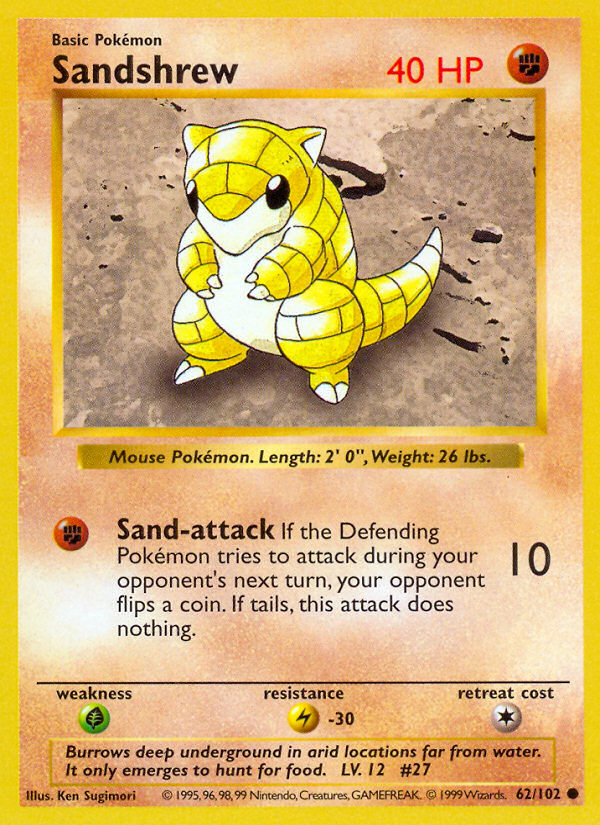 Basic Pokémon
Sandshrew 40 HP
Mouse Pokémon. Length: 2' 0", Weight: 26 lbs.
Sand-attack If the Defending
Pokémon tries to attack during your
opponent's next turn, your opponent
flips a coin. If tails, this attack does
nothing.
10
weakness resistance retreat cost
-30
Burrows deep underground in arid locations far from water.
It only emerges to hunt for food. LV. 12 #27
Illus. Ken Sugimori © 1995, 96, 98, 99 Nintendo, Creatures, GAMEFREAK. © 1999 Wizards. 62/102